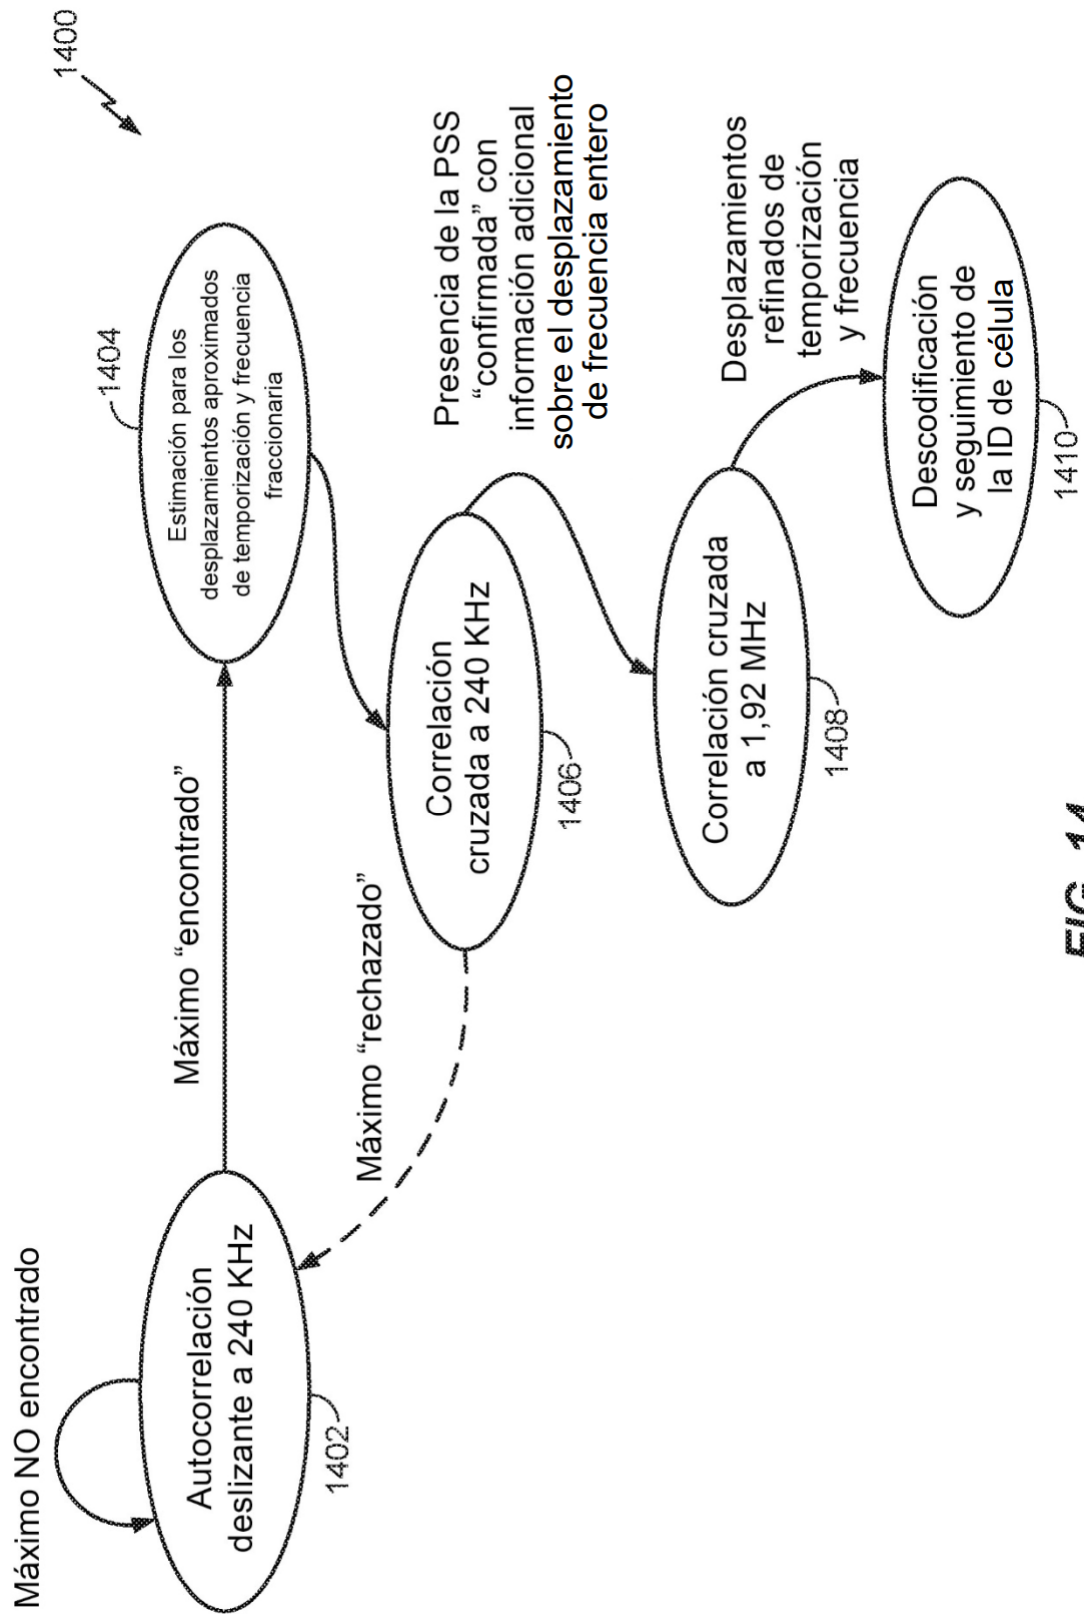 1400
Máximo NO encontrado
Autocorrelación
deslizante a 240 KHz
1402
Máximo “encontrado”
Estimación para los
desplazamientos aproximados
de temporización y frecuencia
fraccionaria
1404
Máximo “rechazado”
Correlación
cruzada a 240 KHz
1406
Presencia de la PSS
“confirmada” con
información adicional
sobre el desplazamiento
de frecuencia entero
Correlación cruzada
a 1,92 MHz
1408
Desplazamientos
refinados de
temporización
y frecuencia
Descodificación
y seguimiento de
la ID de célula
1410
FIG. 14